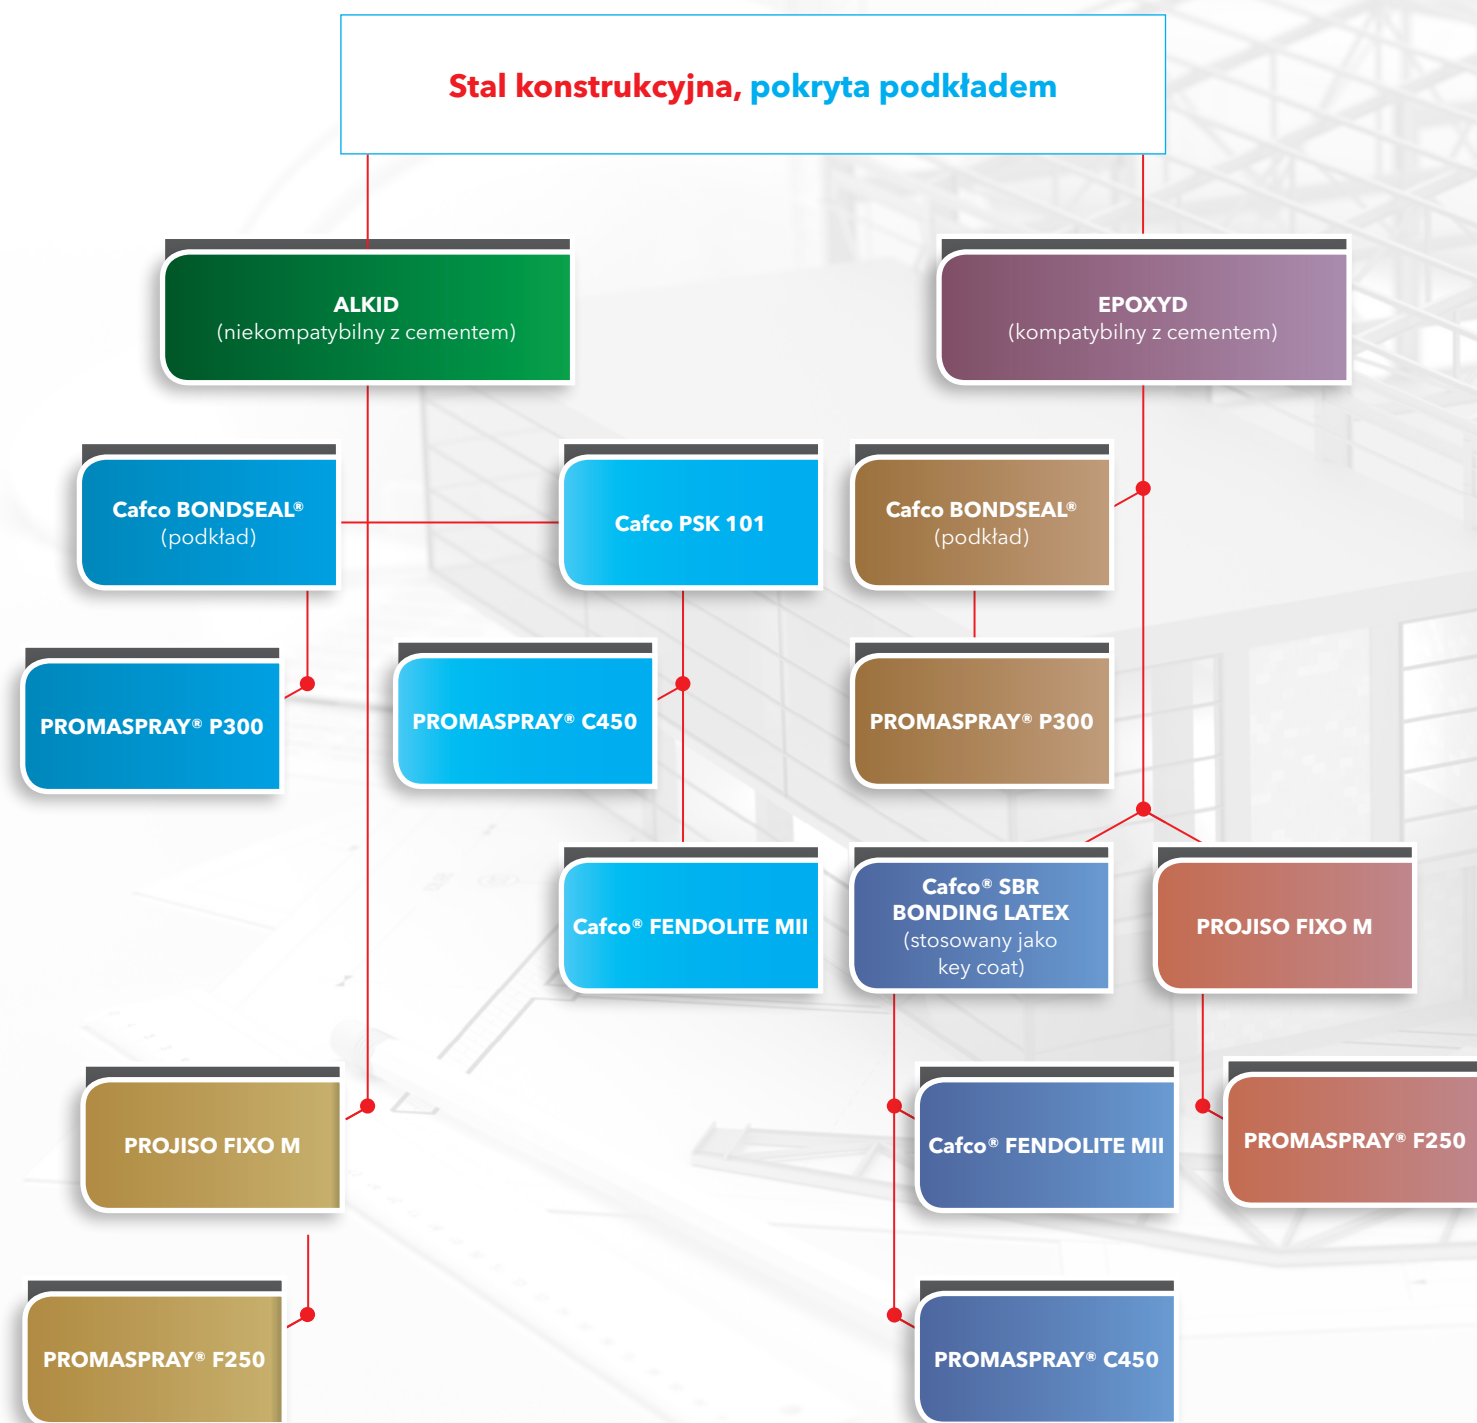 Stal konstrukcyjna, pokryta podkładem
ALKID
(niekompatybilny z cementem)
EPOXYD
(kompatybilny z cementem)
Cafco BONDSEAL®
(podkład)
Cafco PSK 101
Cafco BONDSEAL®
(podkład)
PROMASPRAY® P300
PROMASPRAY® C450
PROMASPRAY® P300
Cafco® FENDOLITE MII
Cafco® SBR
BONDING LATEX
(stosowany jako
key coat)
PROJISO FIXO M
PROJISO FIXO M
Cafco® FENDOLITE MII
PROMASPRAY® F250
PROMASPRAY® F250
PROMASPRAY® C450